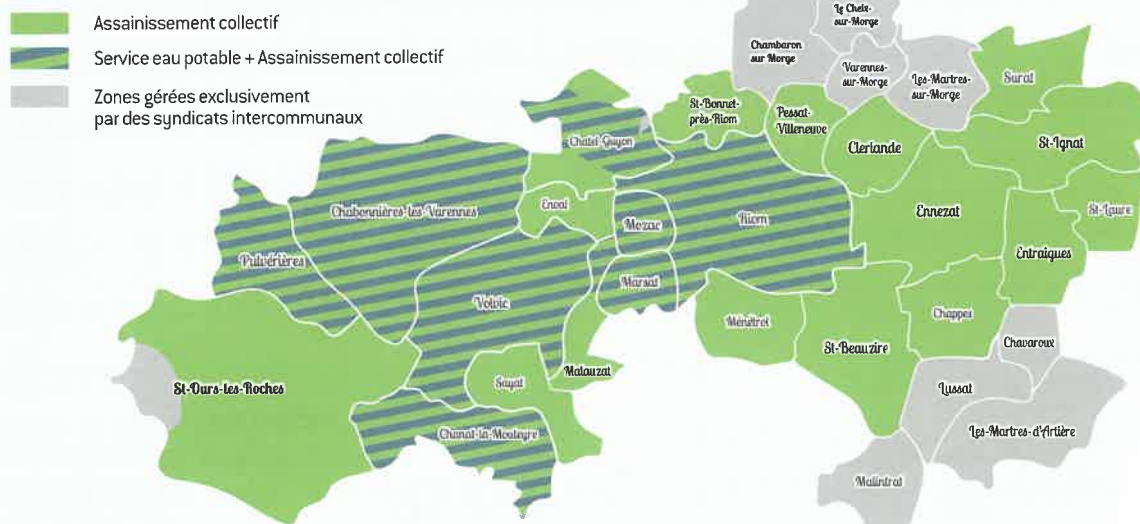 Assainissement collectif
Service eau potable + Assainissement collectif
Zones gérées exclusivement
par des syndicats intercommunaux
Le Cheix-
sur-Morge
Chambaron
sur Morge
Varennes-
sur-Morge
Les-Martres-
sur-Morge
Surat
St-Bonnet-
près-Riom
Pessat-
Villeneuve
Clerlande
St-Ignat
Chatel-Guyon
Chabonnières-les-Varennes
Enval
Mozac
Riom
Ennezat
St-Laure
Pulvérières
Volvic
Marsat
Entraigues
Ménétrol
Chappes
St-Beauzire
Chavaroux
St-Ours-les-Roches
Sayat
Malauzat
Lussat
Chanat-la-Mouteyre
Les-Martres-d'Artière
Malintrat